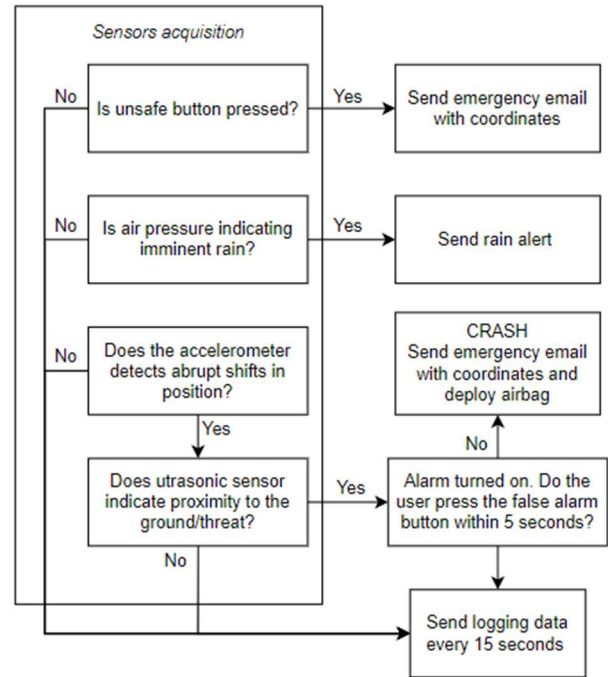 Sensors acquisition
No
Is unsafe button pressed?
Yes
Send emergency email
with coordinates
No
Is air pressure indicating
imminent rain?
Yes
Send rain alert
No
Does the accelerometer
detects abrupt shifts in
position?
CRASH
Send emergency email
with coordinates and
deploy airbag
Yes
No
Does utrasonic sensor
indicate proximity to the
ground/threat?
Yes
Alarm turned on. Do the
user press the false alarm
button within 5 seconds?
No
Send logging data
every 15 seconds